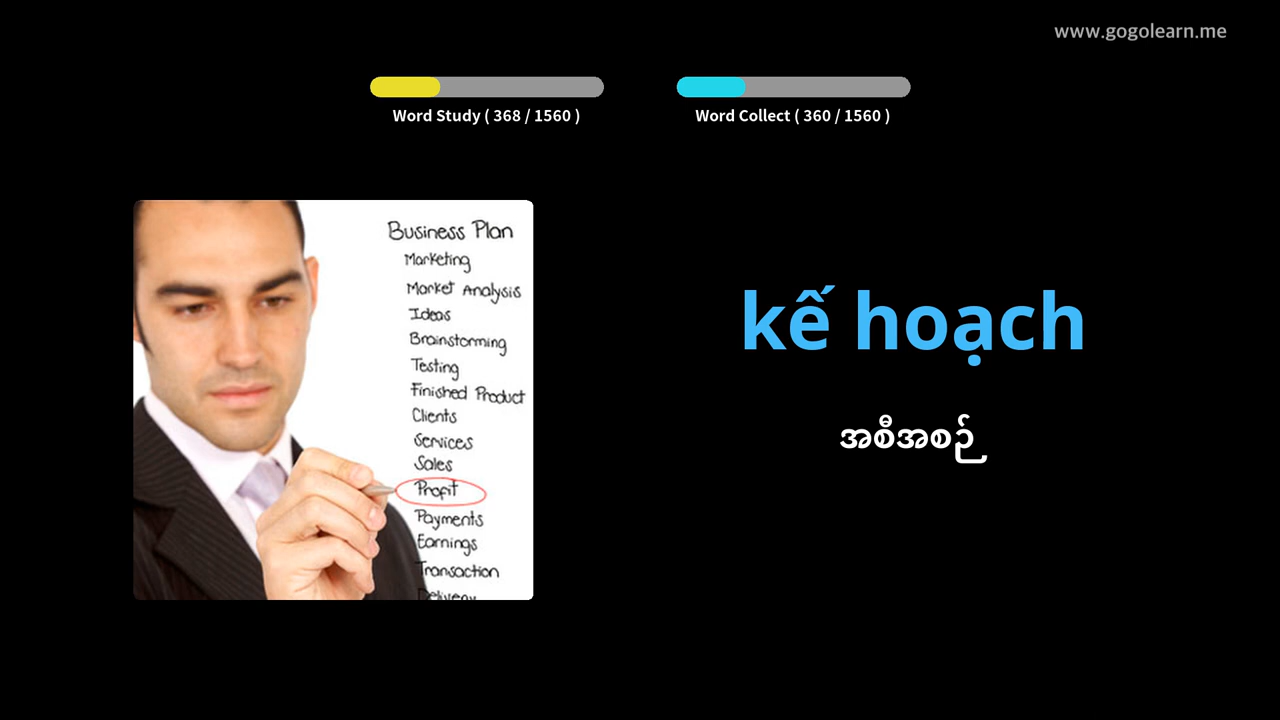 www.gogolearn.me
Word Study ( 368 / 1560 )
Word Collect ( 360 / 1560 )
Business Plan
Marketing
Market Analysis
Ideas
Brainstorming
Testing
Finished Product
Clients
Services
Sales
Profit
Payments
Earnings
Transaction
Delivery
kế hoạch
အစီအစဉ်